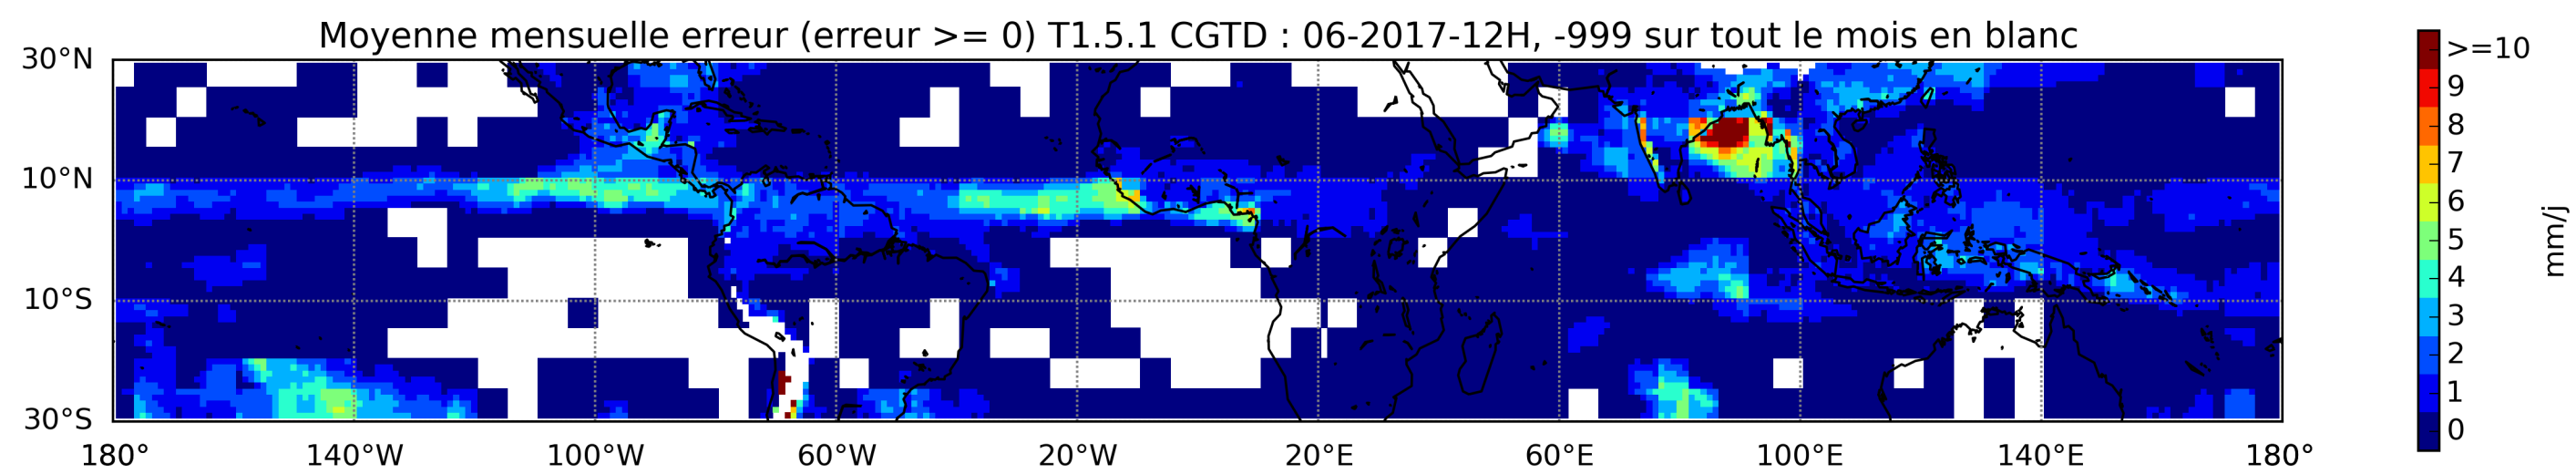 Moyenne mensuelle erreur (erreur >= 0) T1.5.1 CGTD : 06-2017-12H, -999 sur tout le mois en blanc
30°N
10°N
10°S
30°S
180° 140°W 100°W 60°W 20°W 20°E 60°E 100°E 140°E 180°
>=10
9
8
7
6
5
4
3
2
1
0
mm/j